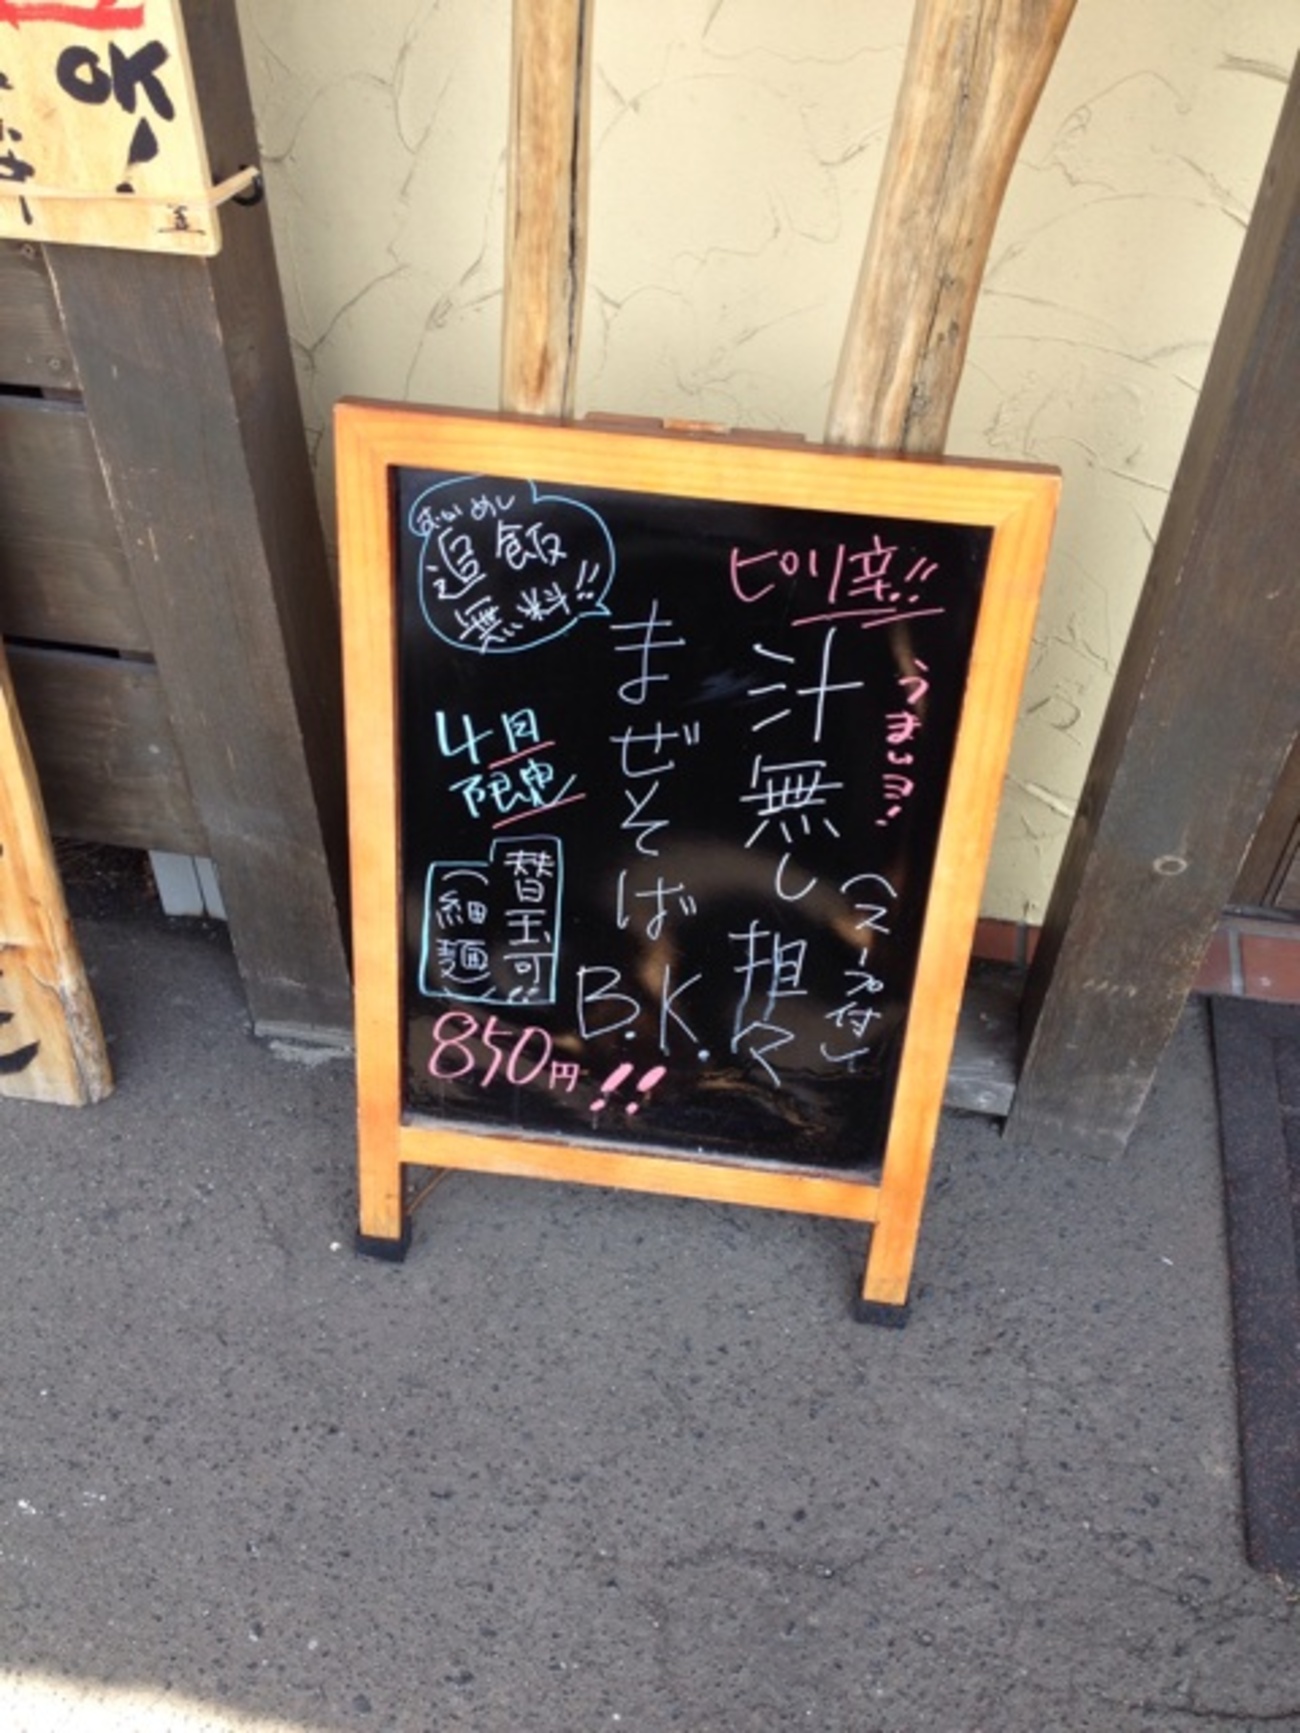 ピリ辛!!
うまいヨ!
汁無し担々
(スープ付)
まぜそば
B.K.!!
おいめし
追飯
無料!!
4月
限定
替玉可!!
(細麺)
850円
OK!